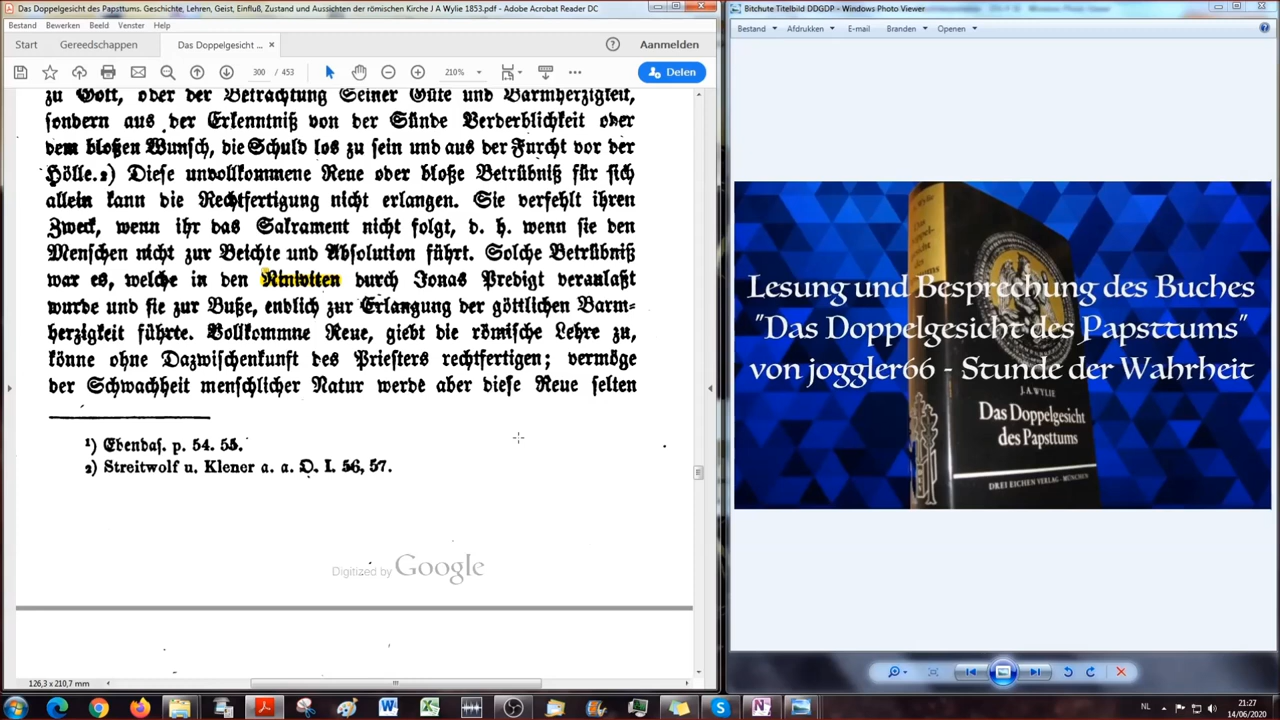 Das Doppelgesicht des Papsttums. Geschichte, Lehren, Geist, Einfluß, Zustand und Aussichten der römischen Kirche J A Wylie 1853.pdf - Adobe Acrobat Reader DC
Bestand Bewerken Beeld Venster Help
Start Gereedschappen Das Doppelgesicht ... × Aanmelden
300 / 453 210% Delen
zu Gott, oder der Betrachtung Seiner Güte und Barmherzigkeit,
sondern aus der Erkenntniß von der Sünde Verderblichkeit oder
dem bloßen Wunsch, die Schuld los zu sein und aus der Furcht vor der
Hölle.2) Diese unvollkommene Reue oder bloße Betrübniß für sich
allein kann die Rechtfertigung nicht erlangen. Sie verfehlt ihren
Zweck, wenn ihr das Sakrament nicht folgt, d. h. wenn sie den
Menschen nicht zur Beichte und Absolution führt. Solche Betrübniß
war es, welche in den Niniviten durch Jonas Predigt veranlaßt
wurde und sie zur Buße, endlich zur Erlangung der göttlichen Barm-
herzigkeit führte. Vollkommne Reue, giebt die römische Lehre zu,
könne ohne Dazwischenkunft des Priesters rechtfertigen; vermöge
der Schwachheit menschlicher Natur werde aber diese Reue selten
1) Ebendas. p. 54. 55.
2) Streitwolf u. Klener a. a. O. I. 56, 57.
Digitized by Google
126,3 x 210,7 mm
Bitchute Titelbild DDGDP - Windows Photo Viewer
Bestand Afdrukken E-mail Branden Openen
Lesung und Besprechung des Buches
"Das Doppelgesicht des Papsttums"
von joggler66 - Stunde der Wahrheit
J.A. WYLIE
Das Doppelgesicht
des Papsttums
DREI EICHEN VERLAG · MÜNCHEN
NL
21:27
14/06/2020